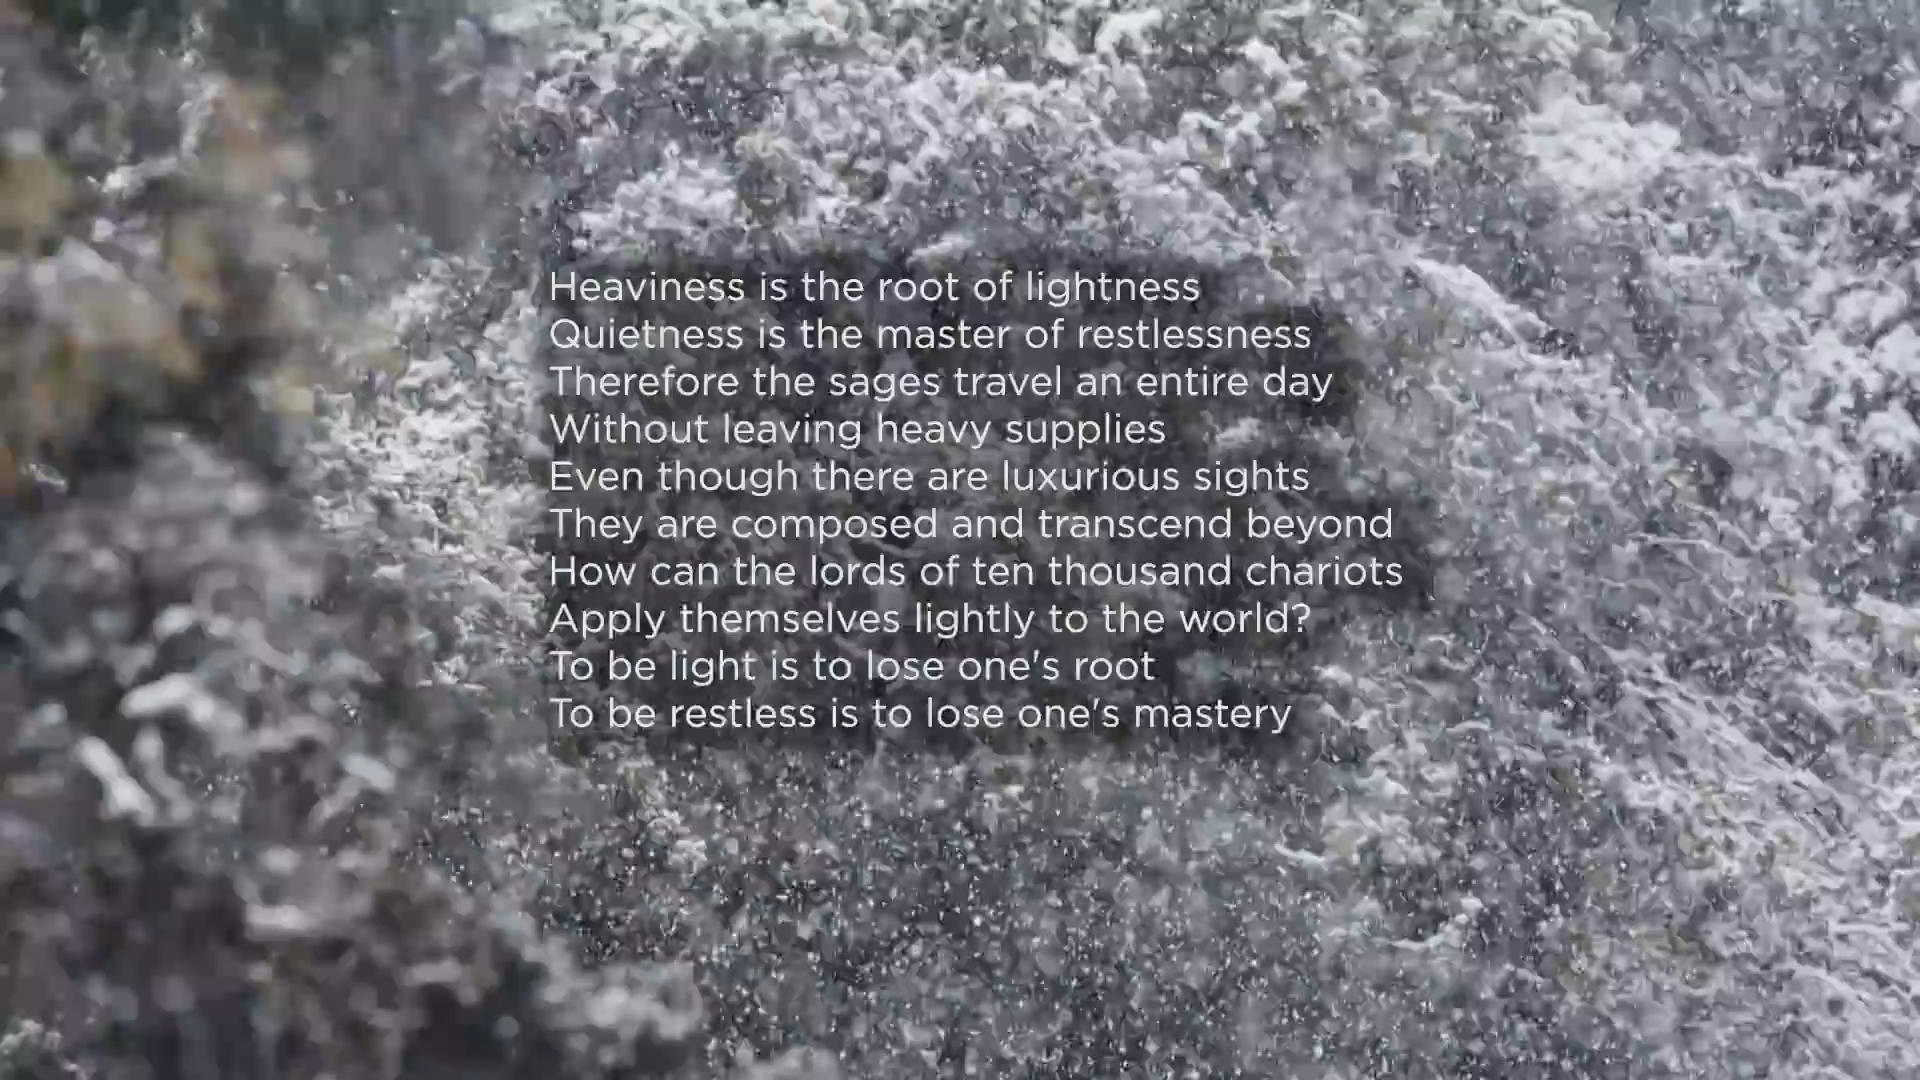 Heaviness is the root of lightness
Quietness is the master of restlessness
Therefore the sages travel an entire day
Without leaving heavy supplies
Even though there are luxurious sights
They are composed and transcend beyond
How can the lords of ten thousand chariots
Apply themselves lightly to the world?
To be light is to lose one's root
To be restless is to lose one's mastery